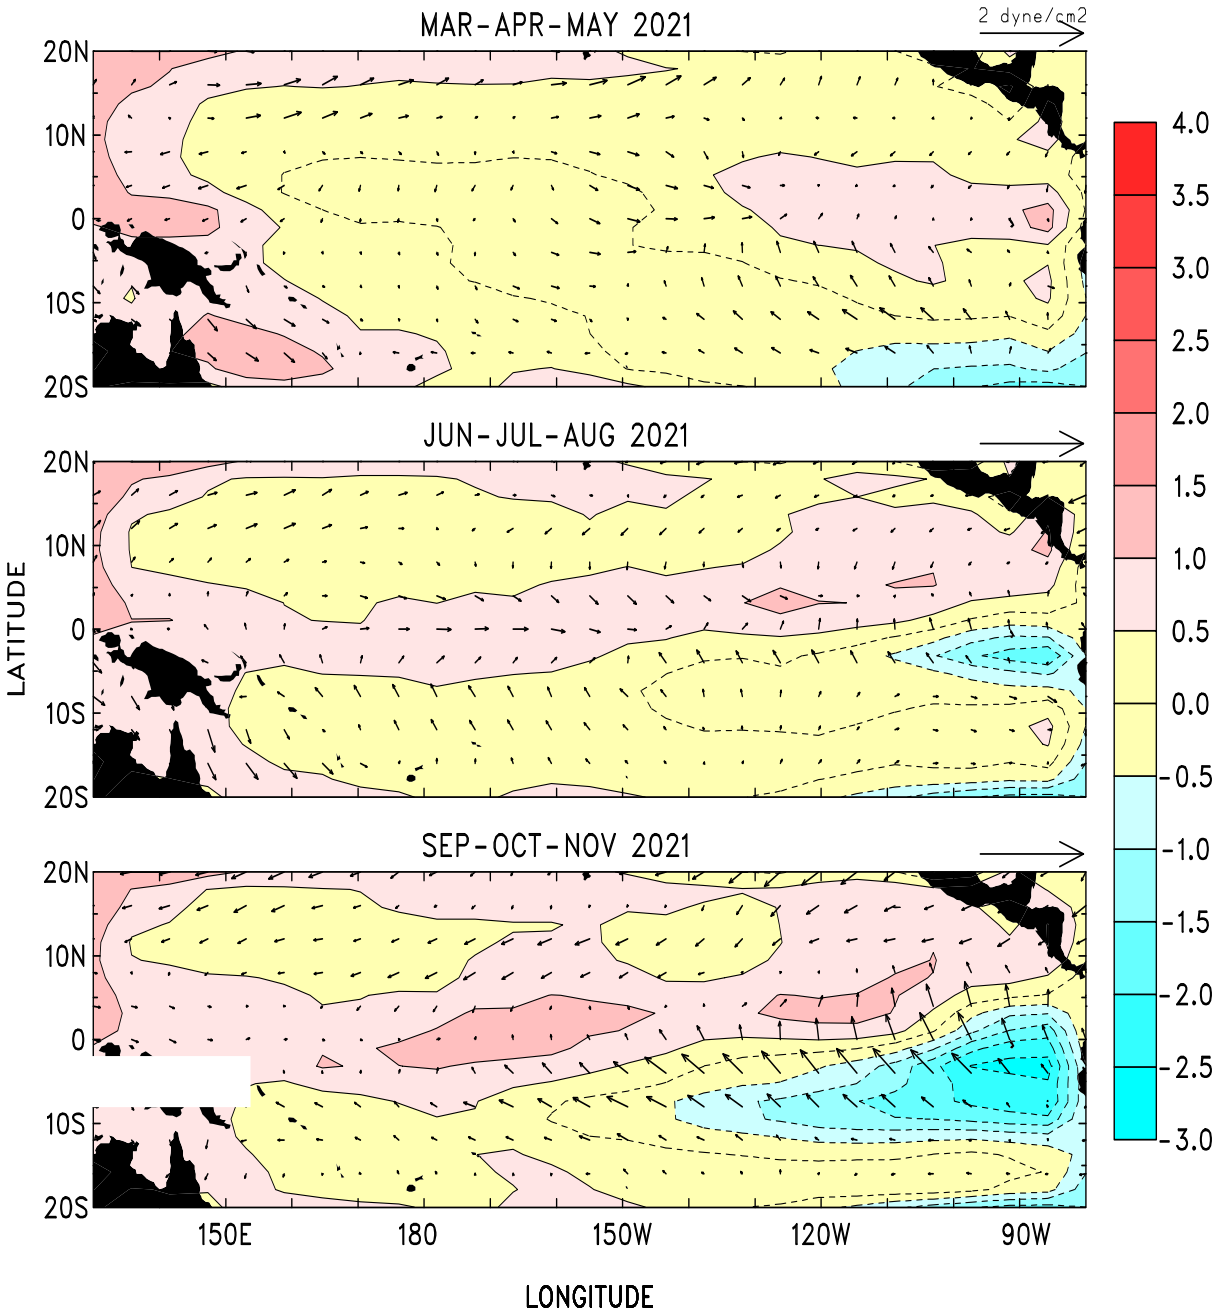 MAR-APR-MAY 2021
2 dyne/cm2
20N
10N
0
10S
20S
JUN-JUL-AUG 2021
20N
10N
0
10S
20S
SEP-OCT-NOV 2021
20N
10N
0
10S
20S
150E 180 150W 120W 90W
LATITUDE
LONGITUDE
4.0
3.5
3.0
2.5
2.0
1.5
1.0
0.5
0.0
-0.5
-1.0
-1.5
-2.0
-2.5
-3.0